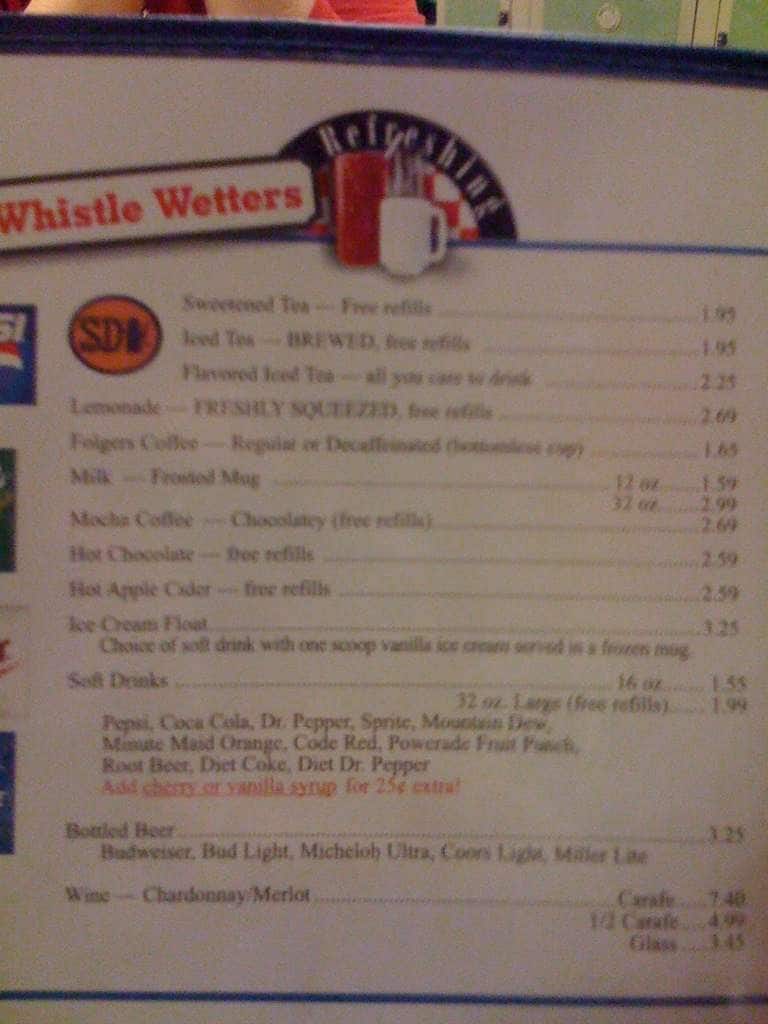 Refreshing
Whistle Wetters
SDI
Sweetened Tea — Free refills 1.95
Iced Tea — BREWED, free refills 1.95
Flavored Iced Tea — all you care to drink 2.25
Lemonade — FRESHLY SQUEEZED, free refills 2.69
Folgers Coffee — Regular or Decaffeinated (bottomless cup) 1.65
Milk — Frosted Mug 12 oz 1.59
32 oz 2.99
Mocha Coffee — Chocolatey (free refills) 2.69
Hot Chocolate — free refills 2.59
Hot Apple Cider — free refills 2.59
Ice Cream Float 3.25
Choice of soft drink with one scoop vanilla ice cream served in a frozen mug.
Soft Drinks 16 oz 1.55
32 oz. Large (free refills) 1.99
Pepsi, Coca Cola, Dr. Pepper, Sprite, Mountain Dew,
Minute Maid Orange, Code Red, Powerade Fruit Punch,
Root Beer, Diet Coke, Diet Dr. Pepper
Add cherry or vanilla syrup for 25¢ extra!
Bottled Beer 3.25
Budweiser, Bud Light, Michelob Ultra, Coors Light, Miller Lite
Wine — Chardonnay/Merlot Carafe 7.40
1/2 Carafe 4.99
Glass 3.45